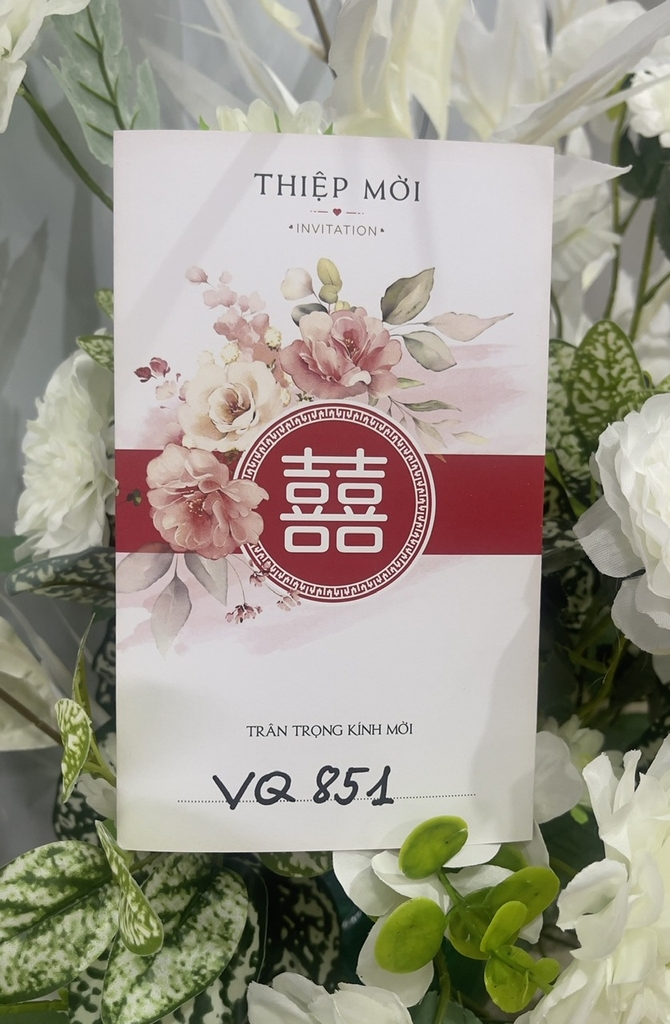 THIỆP MỜI
INVITATION
囍
TRÂN TRỌNG KÍNH MỜI
VQ 851